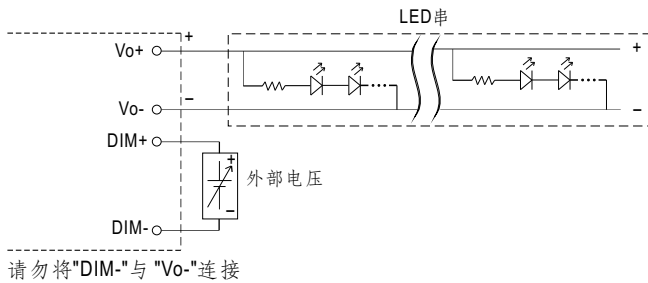 LED串
Vo+
+
+
Vo-
−
−
DIM+
+
外部电压
−
DIM-
请勿将"DIM-"与 "Vo-"连接